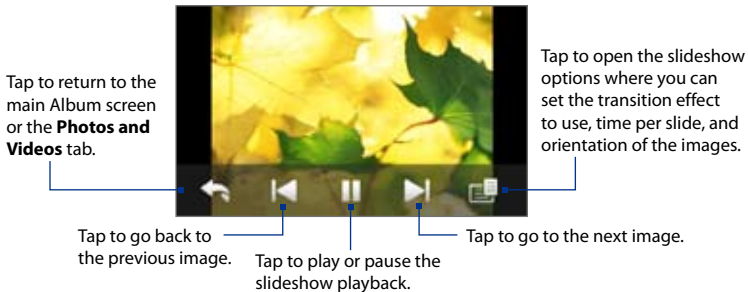 Tap to return to the
main Album screen
or the Photos and
Videos tab.
Tap to open the slideshow
options where you can
set the transition effect
to use, time per slide, and
orientation of the images.
Tap to go back to
the previous image.
Tap to play or pause the
slideshow playback.
Tap to go to the next image.